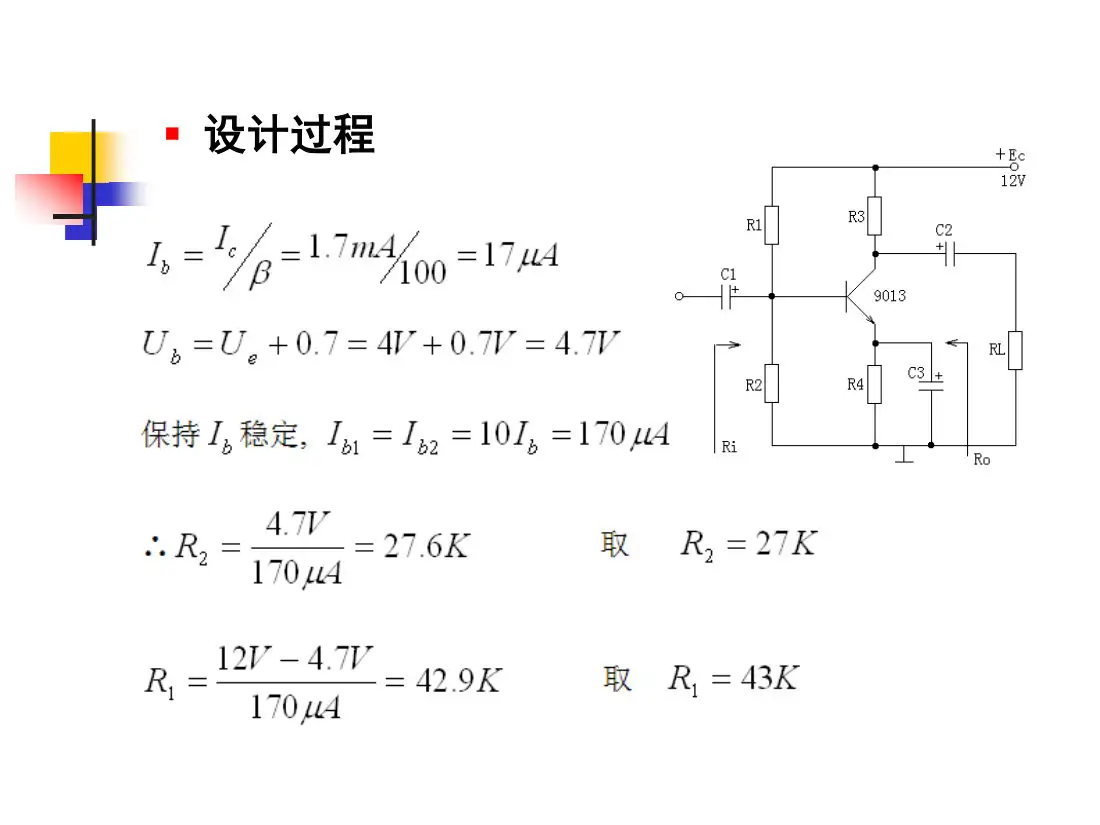 设计过程
I_b = I_c/β = 1.7mA/100 = 17μA
U_b = U_e + 0.7 = 4V + 0.7V = 4.7V
保持 I_b 稳定, I_b1 = I_b2 = 10I_b = 170μA
∴ R_2 = 4.7V/170μA = 27.6K 取 R_2 = 27K
R_1 = (12V − 4.7V)/170μA = 42.9K 取 R_1 = 43K
+Ec
12V
R1
R3
C2
+
C1
+
9013
R2
R4
C3 +
RL
Ri
Ro